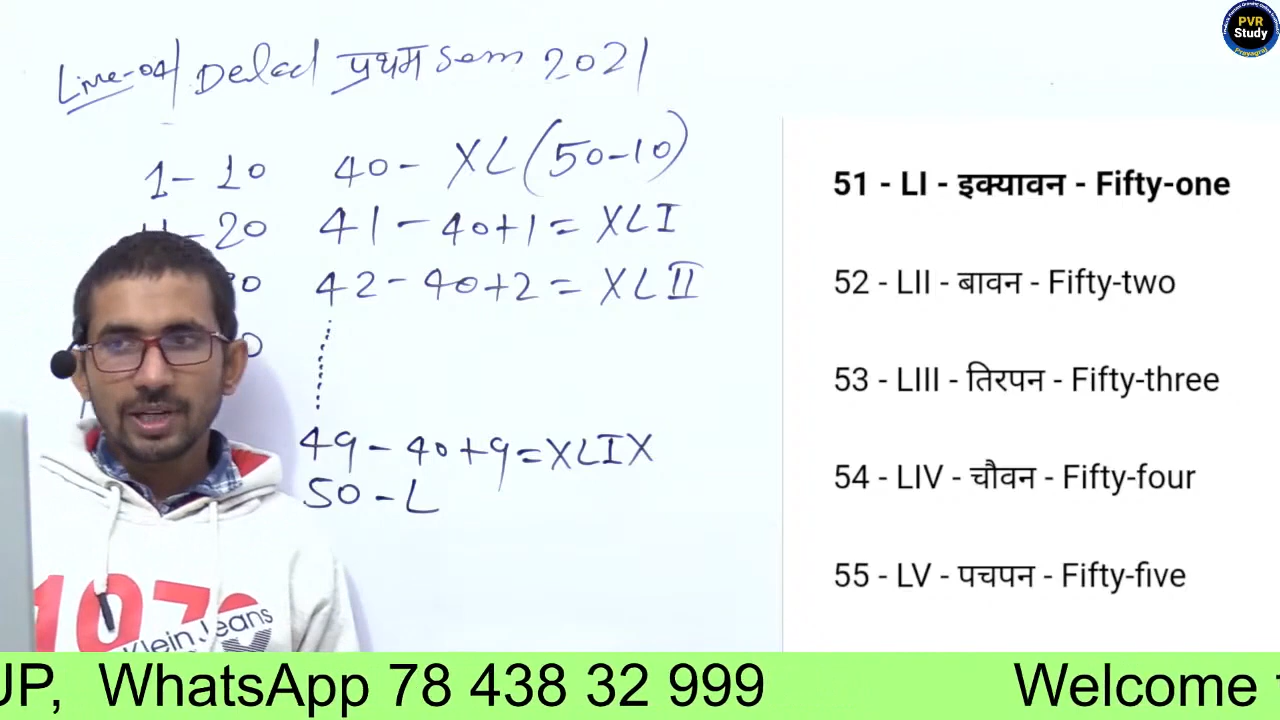 Live-04 Deled प्रथम Sem 2021
1 - 10
- 20
40 - XL (50-10)
41 - 40+1 = XLI
42 - 40+2 = XLII
49 - 40+9 = XLIX
50 - L
51 - LI - इक्यावन - Fifty-one
52 - LII - बावन - Fifty-two
53 - LIII - तिरपन - Fifty-three
54 - LIV - चौवन - Fifty-four
55 - LV - पचपन - Fifty-five
PVR
Study
Prayagraj
Klein Jeans
UP, WhatsApp 78 438 32 999 Welcome